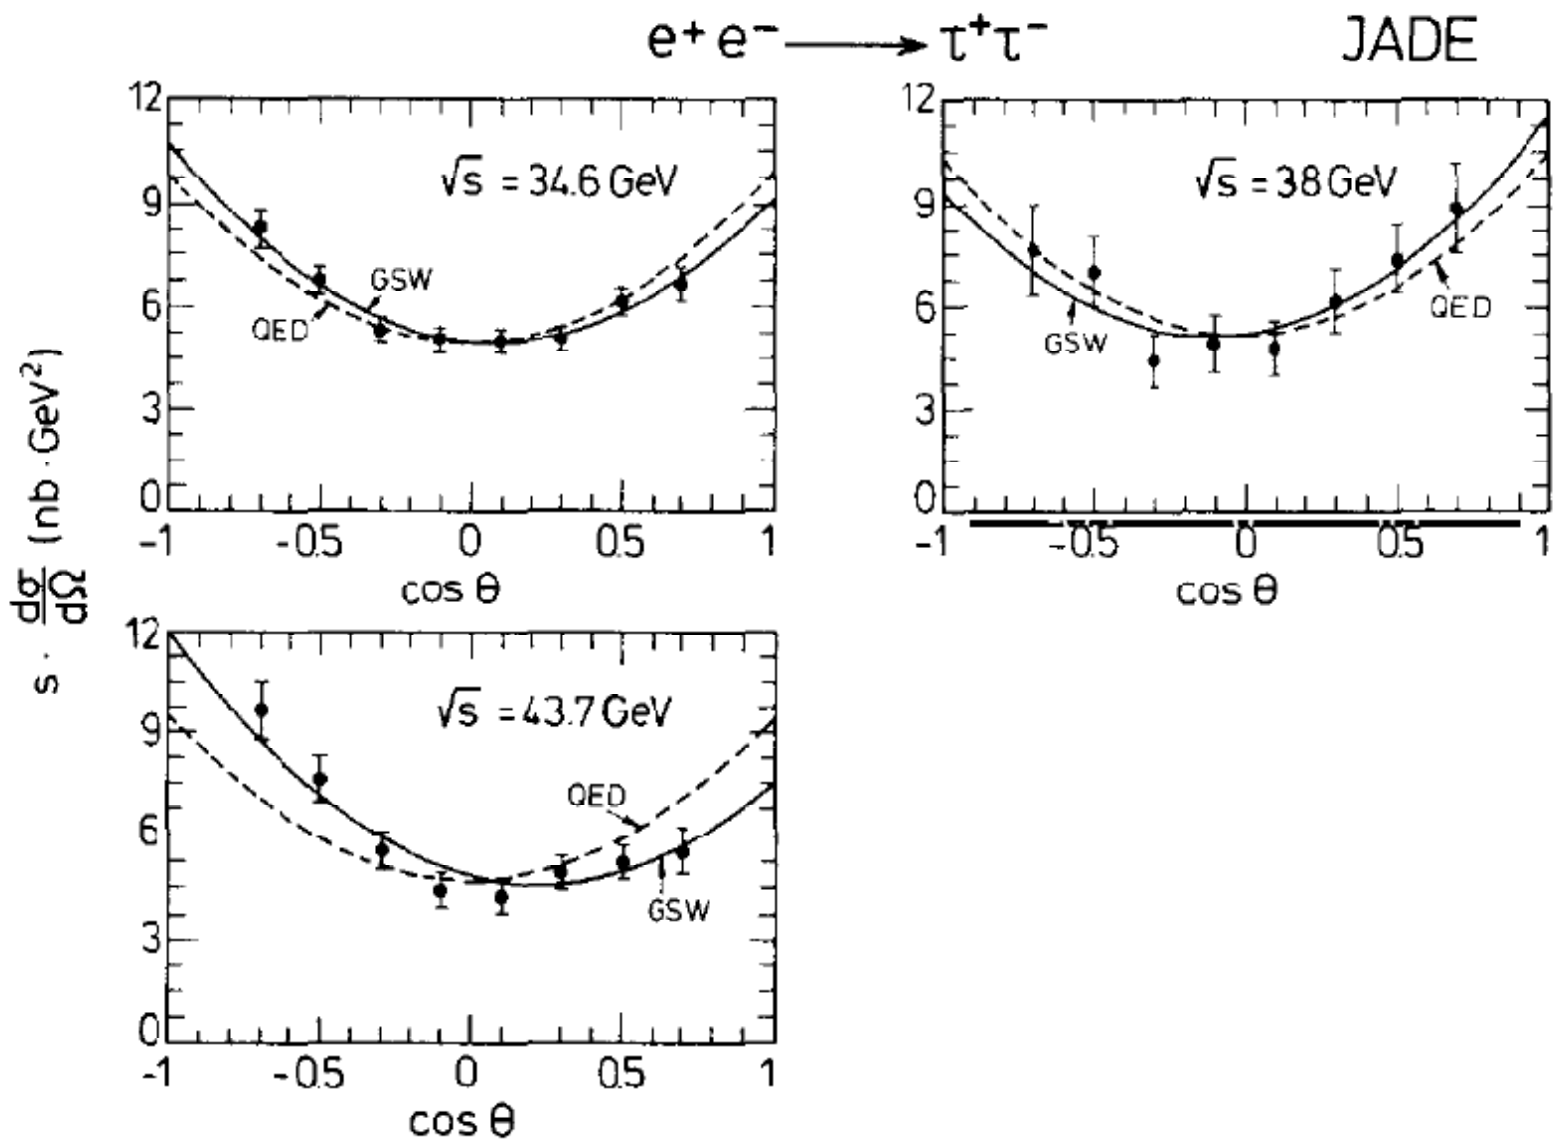 e⁺ e⁻ ⟶ τ⁺ τ⁻ JADE
12
9
6
3
0
√s = 34.6 GeV
GSW
QED
-1 -0.5 0 0.5 1
cos θ
12
9
6
3
0
√s = 38 GeV
GSW
QED
-1 -0.5 0 0.5 1
cos θ
s · dσ/dΩ (nb · GeV²)
12
9
6
3
0
√s = 43.7 GeV
QED
GSW
-1 -0.5 0 0.5 1
cos θ